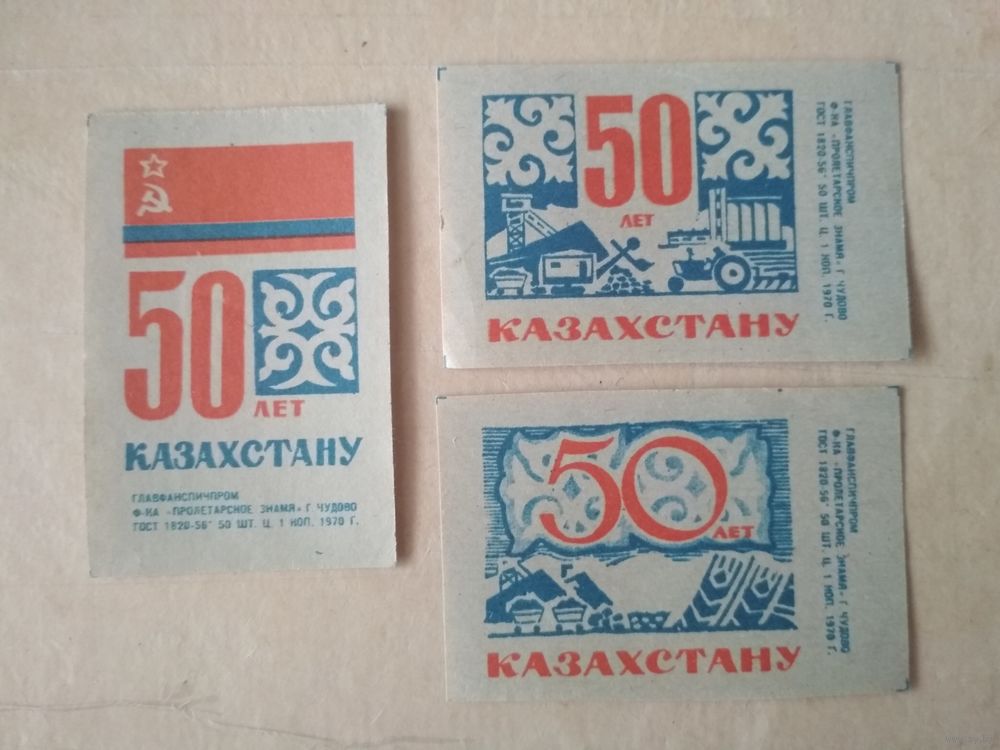 50
ЛЕТ
КАЗАХСТАНУ
ГЛАВФАНСПИЧПРОМ
Ф-КА «ПРОЛЕТАРСКОЕ ЗНАМЯ» Г. ЧУДОВО
ГОСТ 1820-56* 50 ШТ. Ц. 1 КОП. 1970 Г.
50
ЛЕТ
КАЗАХСТАНУ
ГЛАВФАНСПИЧПРОМ
Ф-КА «ПРОЛЕТАРСКОЕ ЗНАМЯ» Г. ЧУДОВО
ГОСТ 1820-56* 50 ШТ. Ц. 1 КОП. 1970 Г.
50
ЛЕТ
КАЗАХСТАНУ
ГЛАВФАНСПИЧПРОМ
Ф-КА «ПРОЛЕТАРСКОЕ ЗНАМЯ» Г. ЧУДОВО
ГОСТ 1820-56* 50 ШТ. Ц. 1 КОП. 1970 Г.